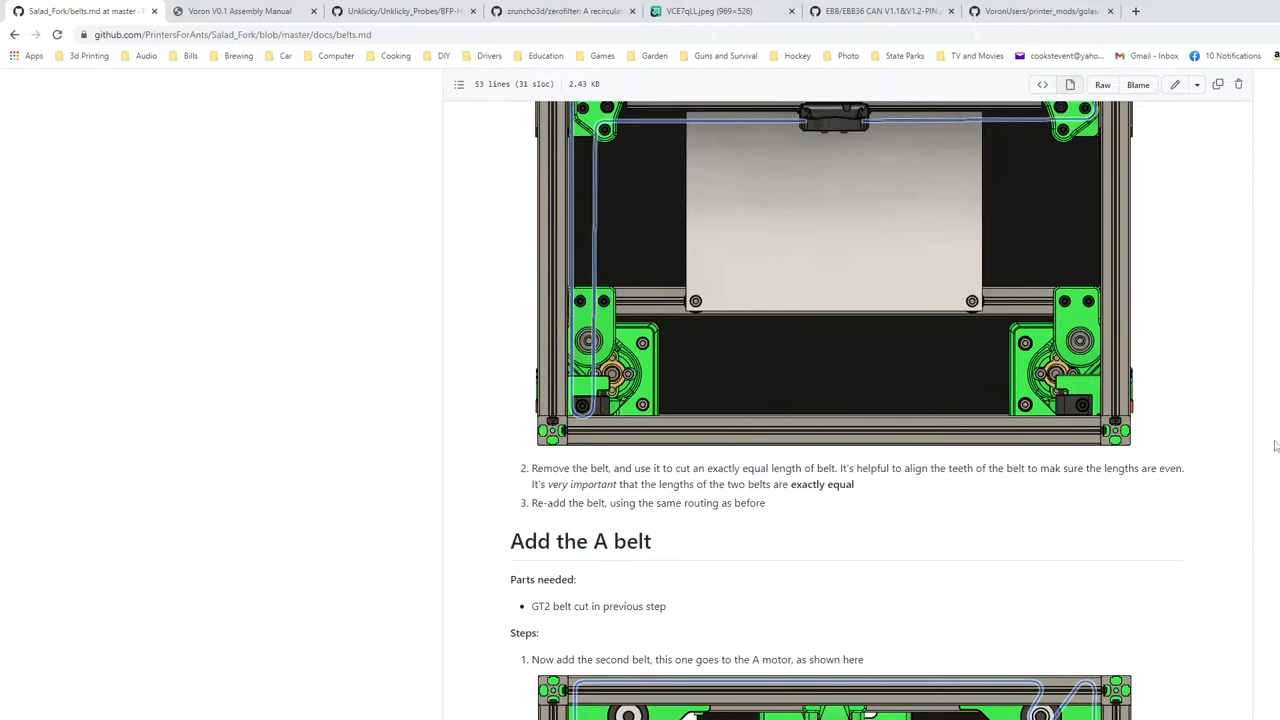 Salad_Fork/belts.md at master
Voron V0.1 Assembly Manual
Unklicky/Unklicky_Probes/BFP-H
zruncho3d/zerofilter: A recirculat
VCE7qLLj.jpeg (969×526)
EBB/EBB36 CAN V1.1&V1.2-PIN
VoronUsers/printer_mods/golas
github.com/PrintersForAnts/Salad_Fork/blob/master/docs/belts.md
Apps
3d Printing
Audio
Bills
Brewing
Car
Computer
Cooking
DIY
Drivers
Education
Games
Garden
Guns and Survival
Hockey
Photo
State Parks
TV and Movies
cookstevent@yaho...
Gmail - Inbox
10 Notifications
53 lines (31 sloc)
2.43 KB
Raw
Blame
2. Remove the belt, and use it to cut an exactly equal length of belt. It's helpful to align the teeth of the belt to mak sure the lengths are even.
It's very important that the lengths of the two belts are exactly equal
3. Re-add the belt, using the same routing as before
Add the A belt
Parts needed:
• GT2 belt cut in previous step
Steps:
1. Now add the second belt, this one goes to the A motor, as shown here